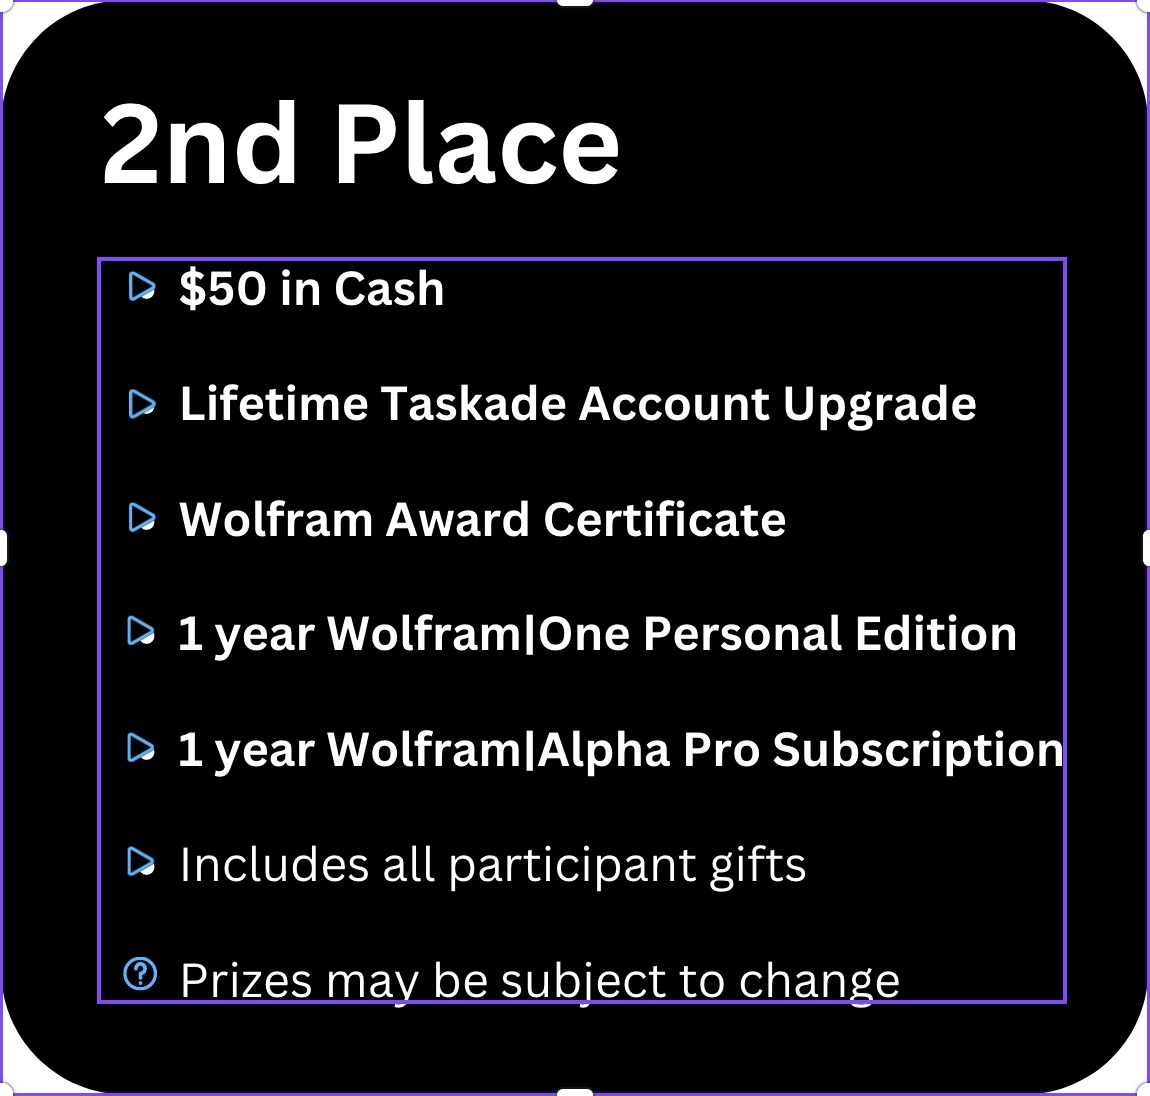 2nd Place
$50 in Cash
Lifetime Taskade Account Upgrade
Wolfram Award Certificate
1 year Wolfram|One Personal Edition
1 year Wolfram|Alpha Pro Subscription
Includes all participant gifts
Prizes may be subject to change